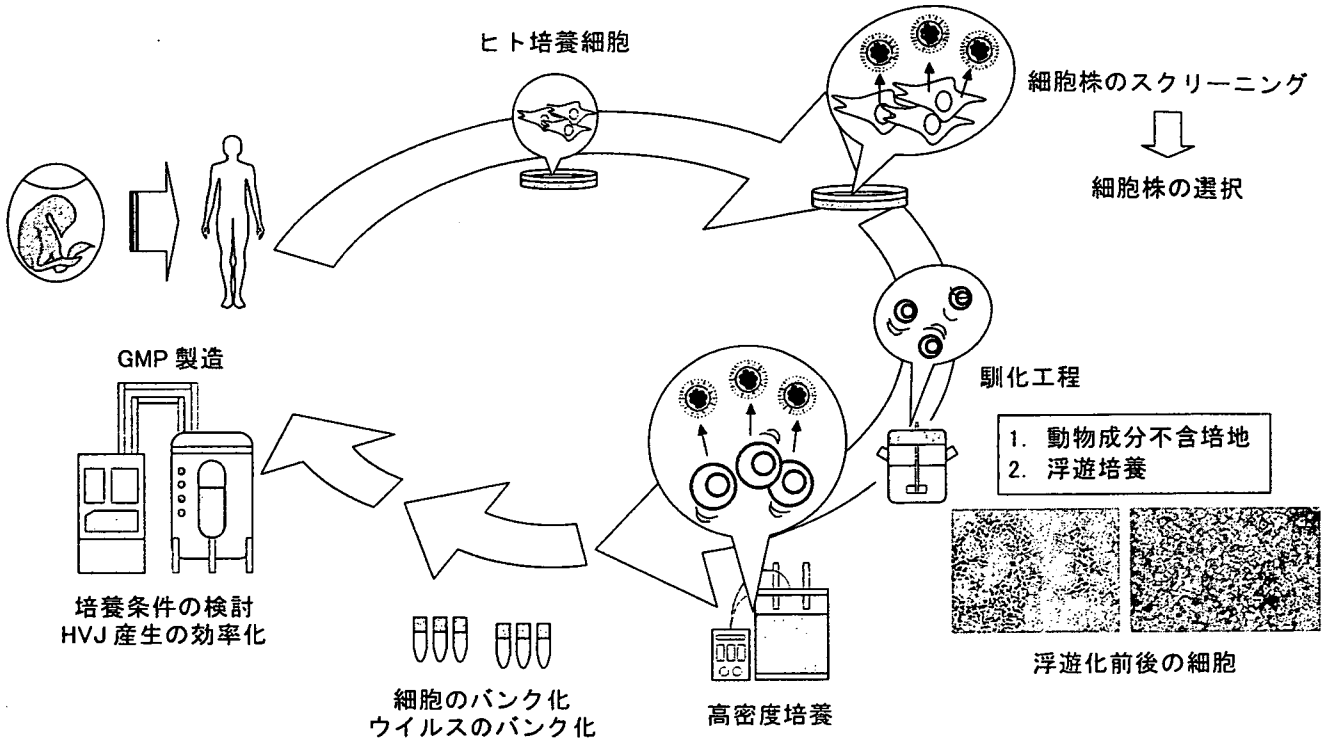 ヒト培養細胞
細胞株のスクリーニング
細胞株の選択
馴化工程
1. 動物成分不含培地
2. 浮遊培養
浮遊化前後の細胞
高密度培養
細胞のバンク化
ウイルスのバンク化
GMP 製造
培養条件の検討
HVJ 産生の効率化